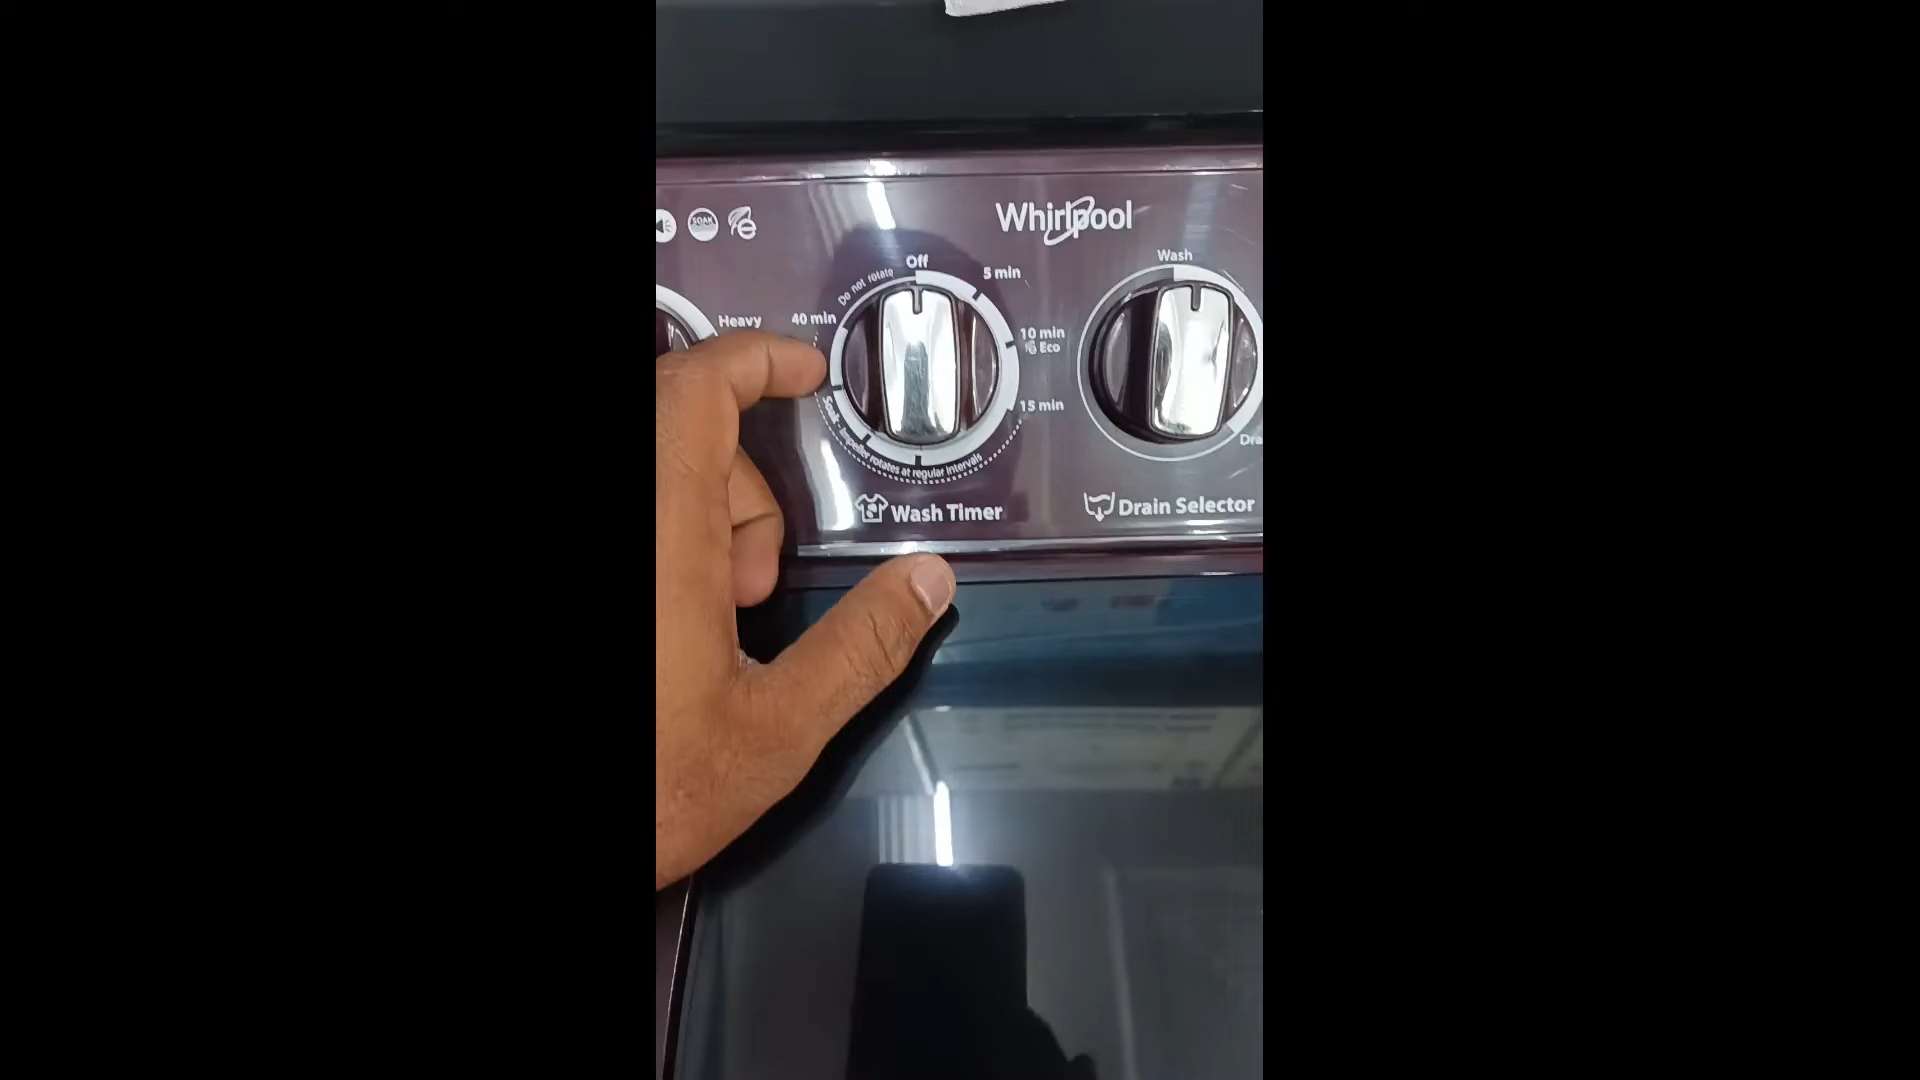 Whirlpool
SOAK
Off
Wash
Do not rotate
5 min
40 min
Heavy
10 min
Eco
15 min
Soak - Impeller rotates at regular intervals
Wash Timer
Drain Selector